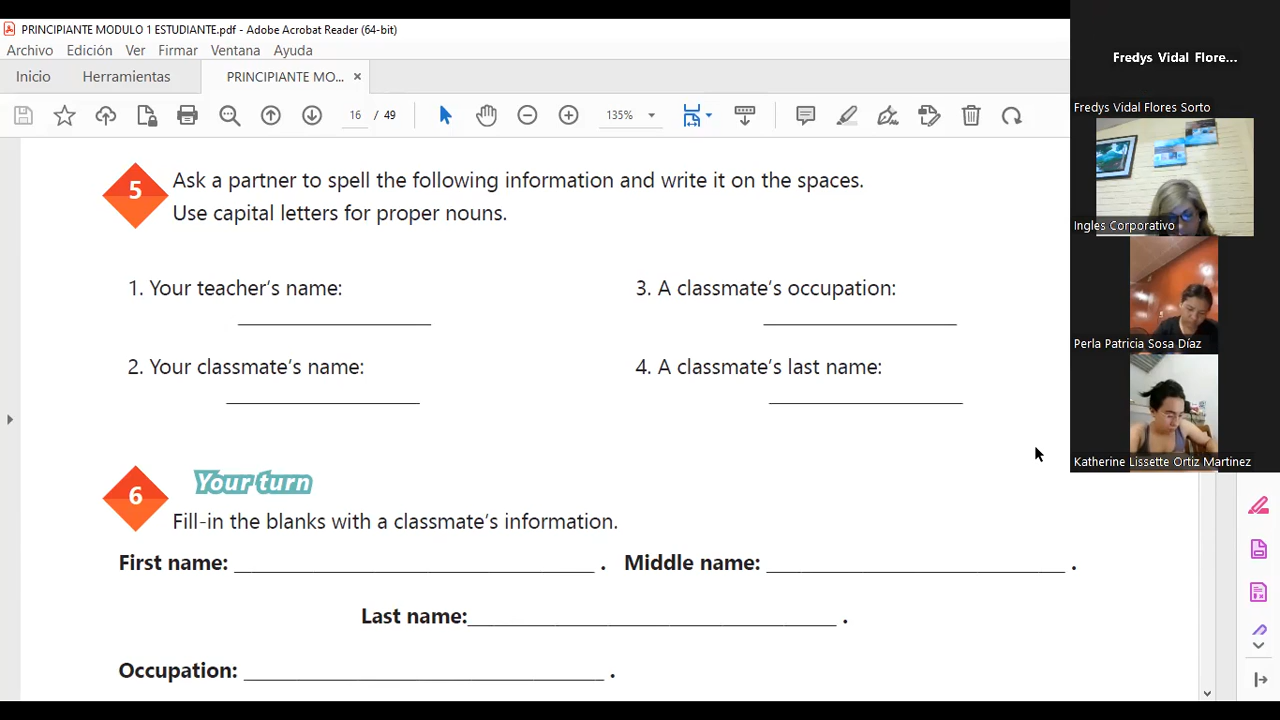 PRINCIPIANTE MODULO 1 ESTUDIANTE.pdf - Adobe Acrobat Reader (64-bit)
Archivo Edición Ver Firmar Ventana Ayuda
Inicio Herramientas PRINCIPIANTE MO... ×
16 / 49 135%
5
Ask a partner to spell the following information and write it on the spaces.
Use capital letters for proper nouns.
1. Your teacher's name:
3. A classmate's occupation:
2. Your classmate's name:
4. A classmate's last name:
6
Your turn
Fill-in the blanks with a classmate's information.
First name: ______. Middle name: ______.
Last name:______.
Occupation: ______.
Fredys Vidal Flore...
Fredys Vidal Flores Sorto
Ingles Corporativo
Perla Patricia Sosa Díaz
Katherine Lissette Ortiz Martinez